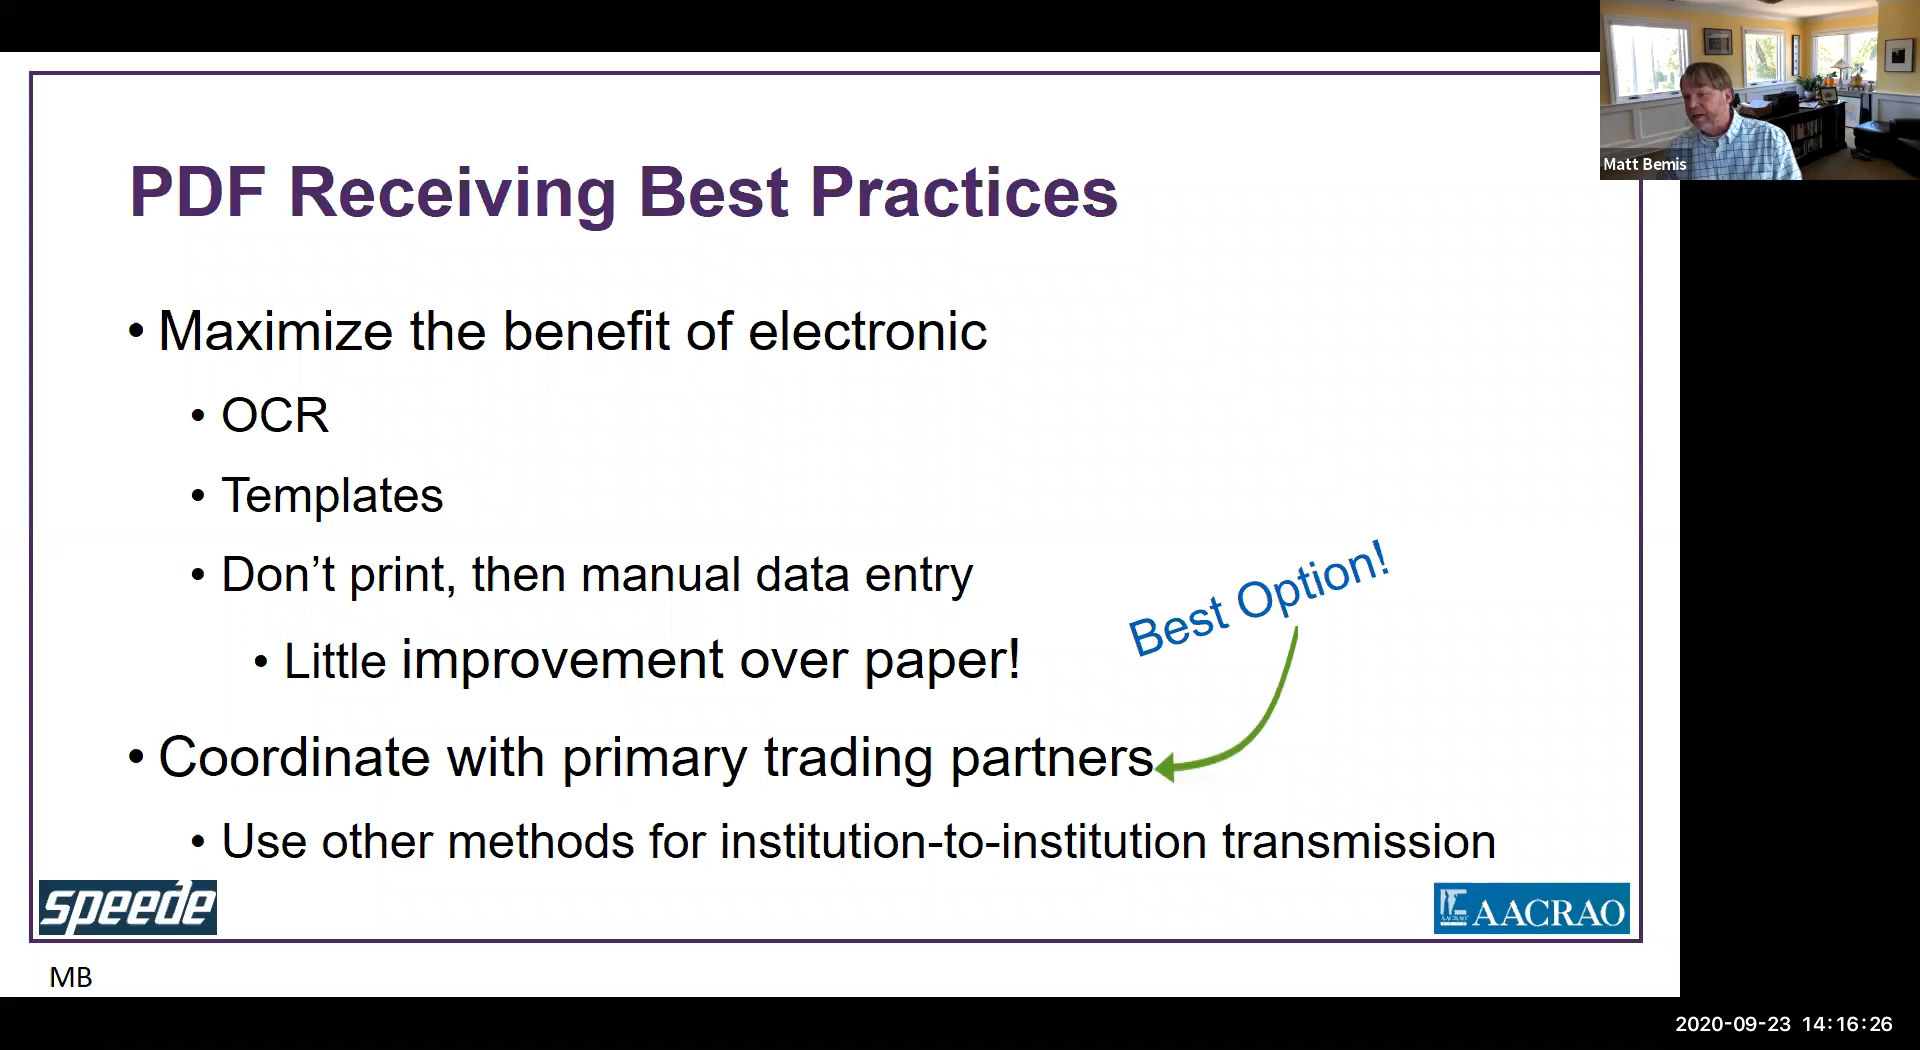 Matt Bemis
PDF Receiving Best Practices
• Maximize the benefit of electronic
• OCR
• Templates
• Don’t print, then manual data entry
• Little improvement over paper!
Best Option!
• Coordinate with primary trading partners
• Use other methods for institution-to-institution transmission
speede
AACRAO
MB
2020-09-23 14:16:26